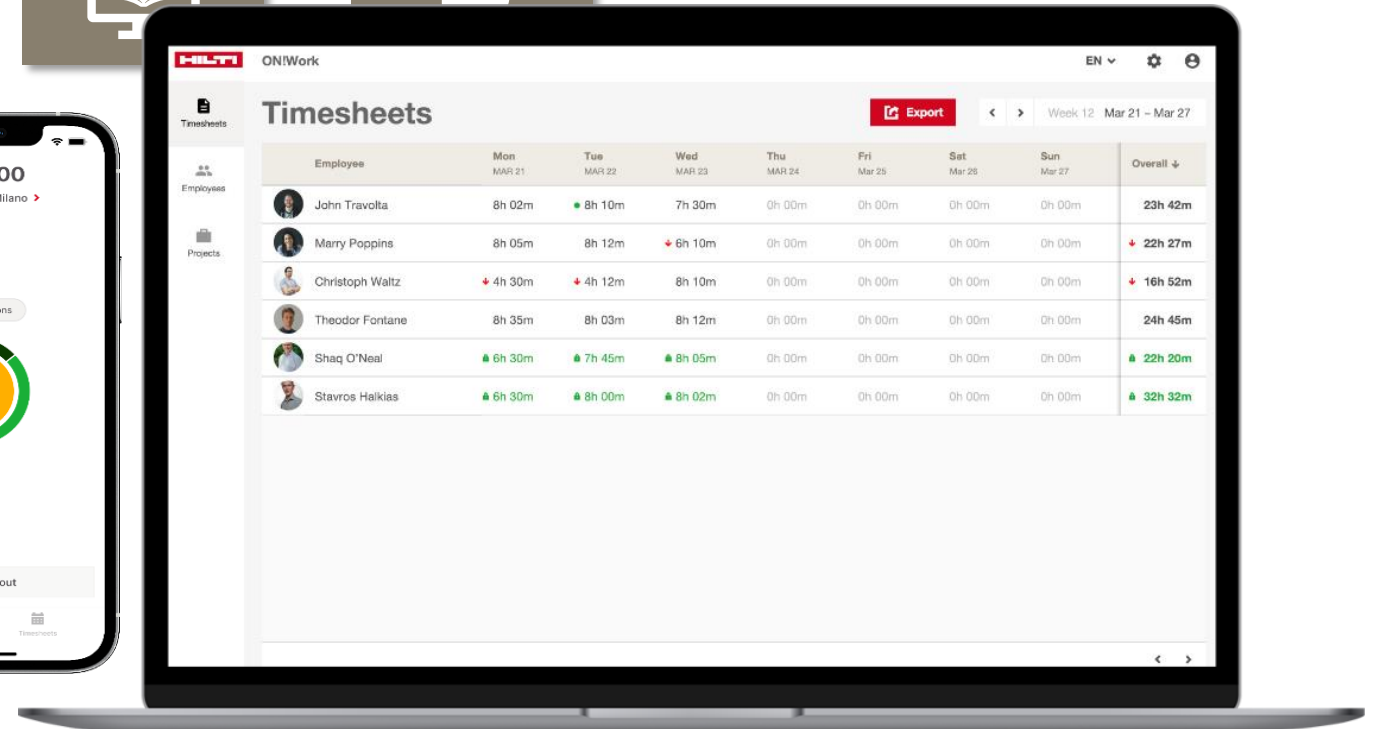 HILTI ON!Work EN
Timesheets
Timesheets Export Week 12 Mar 21 – Mar 27
Employee Mon Tue Wed Thu Fri Sat Sun Overall
MAR 21 MAR 22 MAR 23 MAR 24 Mar 25 Mar 26 Mar 27
Employees
Projects
John Travolta 8h 02m 8h 10m 7h 30m 0h 00m 0h 00m 0h 00m 0h 00m 23h 42m
Marry Poppins 8h 05m 8h 12m 6h 10m 0h 00m 0h 00m 0h 00m 0h 00m 22h 27m
Christoph Waltz 4h 30m 4h 12m 8h 10m 0h 00m 0h 00m 0h 00m 0h 00m 16h 52m
Theodor Fontane 8h 35m 8h 03m 8h 12m 0h 00m 0h 00m 0h 00m 0h 00m 24h 45m
Shaq O'Neal 6h 30m 7h 45m 8h 05m 0h 00m 0h 00m 0h 00m 0h 00m 22h 20m
Stavros Halkias 6h 30m 8h 00m 8h 02m 0h 00m 0h 00m 0h 00m 0h 00m 32h 32m
00
ilano
ns
out
Timesheets